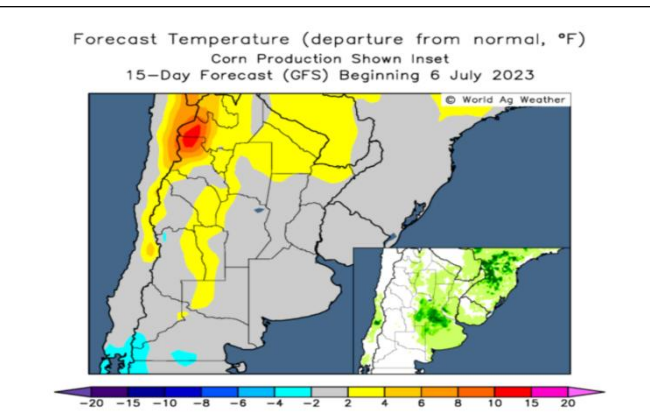 Forecast Temperature (departure from normal, °F)
Corn Production Shown Inset
15-Day Forecast (GFS) Beginning 6 July 2023
© World Ag Weather
-20 -15 -10 -8 -6 -4 -2 2 4 6 8 10 15 20